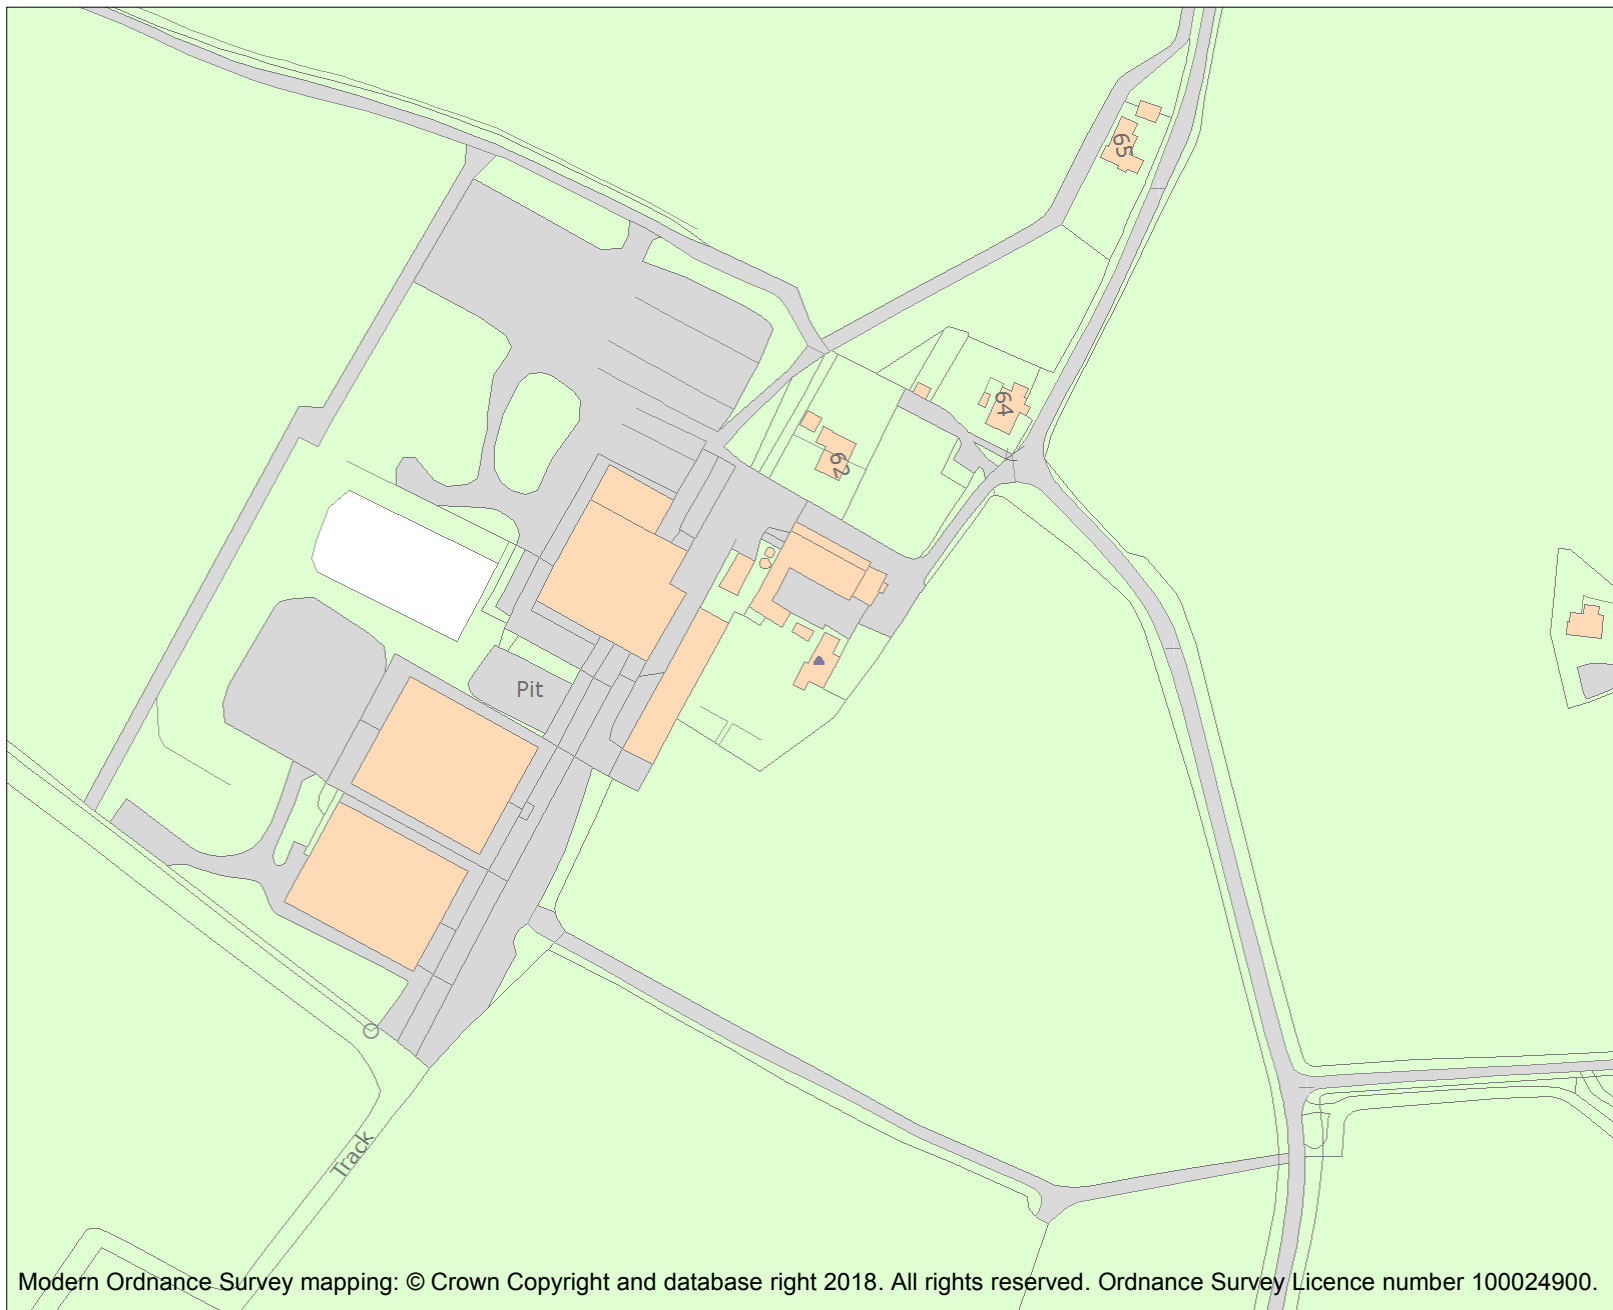 65
64
62
Pit
Track
Modern Ordnance Survey mapping: © Crown Copyright and database right 2018. All rights reserved. Ordnance Survey Licence number 100024900.